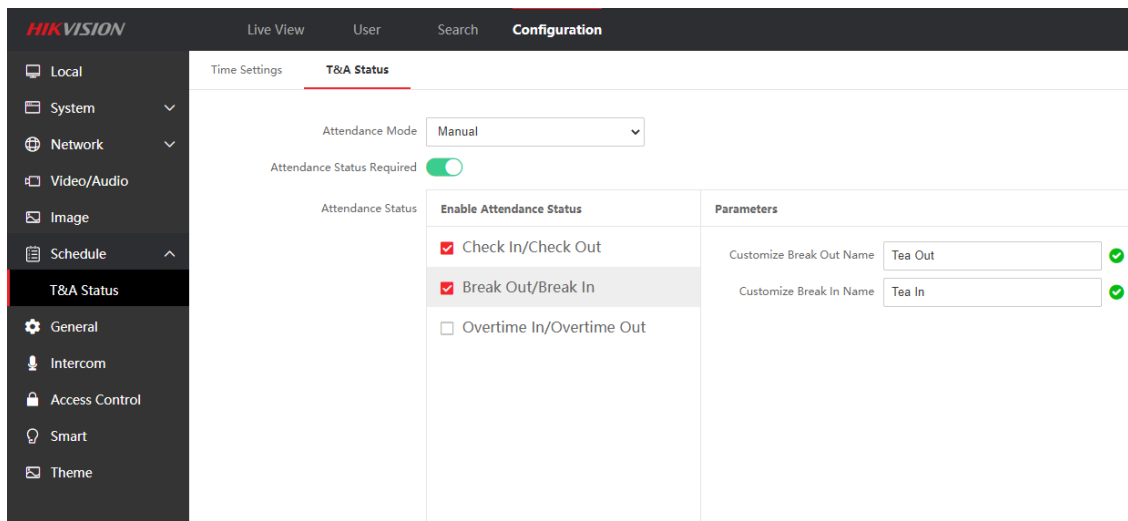 HIKVISION
Live View
User
Search
Configuration
Local
System
Network
Video/Audio
Image
Schedule
T&A Status
General
Intercom
Access Control
Smart
Theme
Time Settings
T&A Status
Attendance Mode
Manual
Attendance Status Required
Attendance Status
Enable Attendance Status
Check In/Check Out
Break Out/Break In
Overtime In/Overtime Out
Parameters
Customize Break Out Name
Tea Out
Customize Break In Name
Tea In